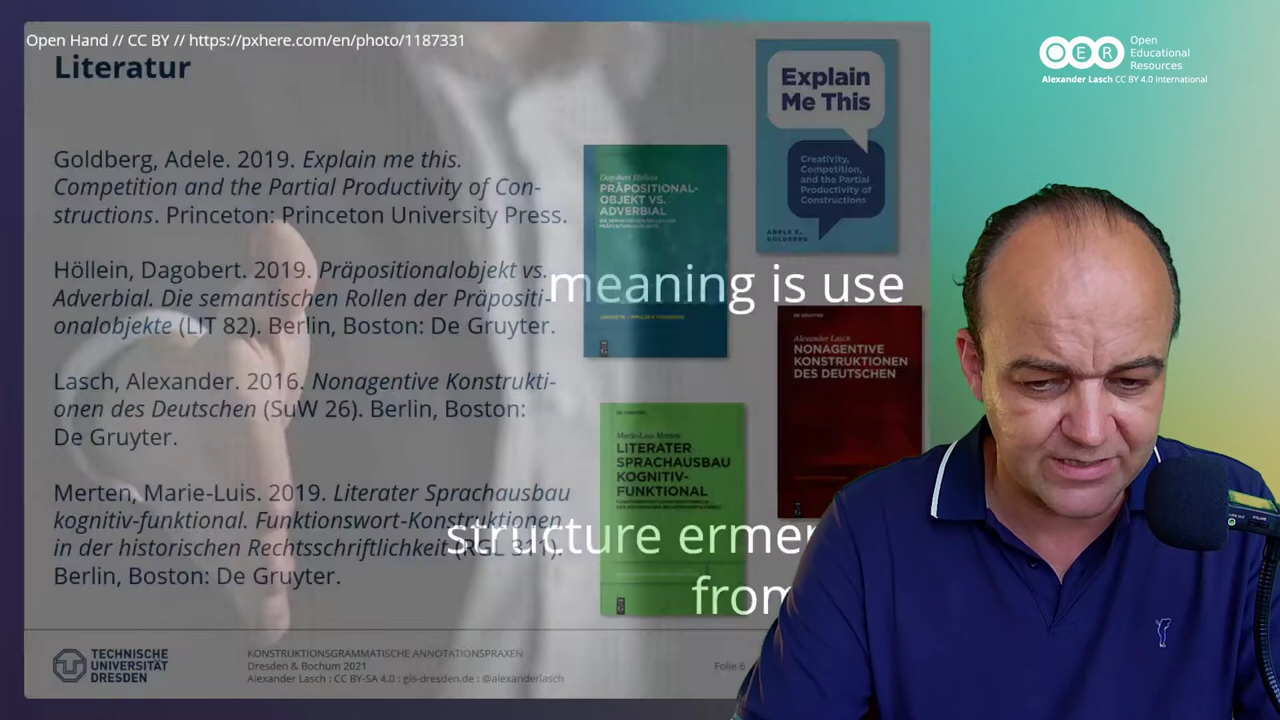 Open Hand // CC BY // https://pxhere.com/en/photo/1187331
Literatur
Goldberg, Adele. 2019. Explain me this.
Competition and the Partial Productivity of Con-
structions. Princeton: Princeton University Press.
Höllein, Dagobert. 2019. Präpositionalobjekt vs.
Adverbial. Die semantischen Rollen der Präpositi-
onalobjekte (LIT 82). Berlin, Boston: De Gruyter.
Lasch, Alexander. 2016. Nonagentive Konstrukti-
onen des Deutschen (SuW 26). Berlin, Boston:
De Gruyter.
Merten, Marie-Luis. 2019. Literater Sprachausbau
kognitiv-funktional. Funktionswort-Konstruktionen
in der historischen Rechtsschriftlichkeit (RGL 311).
Berlin, Boston: De Gruyter.
Explain
Me This
Creativity,
Competition,
and the Partial
Productivity of
Constructions
ADELE E.
GOLDBERG
Dagobert Höllein
PRÄPOSITIONAL-
OBJEKT VS.
ADVERBIAL
meaning is use
DE GRUYTER
Alexander Lasch
NONAGENTIVE
KONSTRUKTIONEN
DES DEUTSCHEN
DE GRUYTER
Marie-Luis Merten
LITERATER
SPRACHAUSBAU
KOGNITIV-
FUNKTIONAL
structure ermer
from
TECHNISCHE
UNIVERSITÄT
DRESDEN
KONSTRUKTIONSGRAMMATISCHE ANNOTATIONSPRAXEN
Dresden & Bochum 2021
Alexander Lasch : CC BY-SA 4.0 : gls-dresden.de : @alexanderlasch
Folie 6
OER
Open
Educational
Resources
Alexander Lasch CC BY 4.0 International